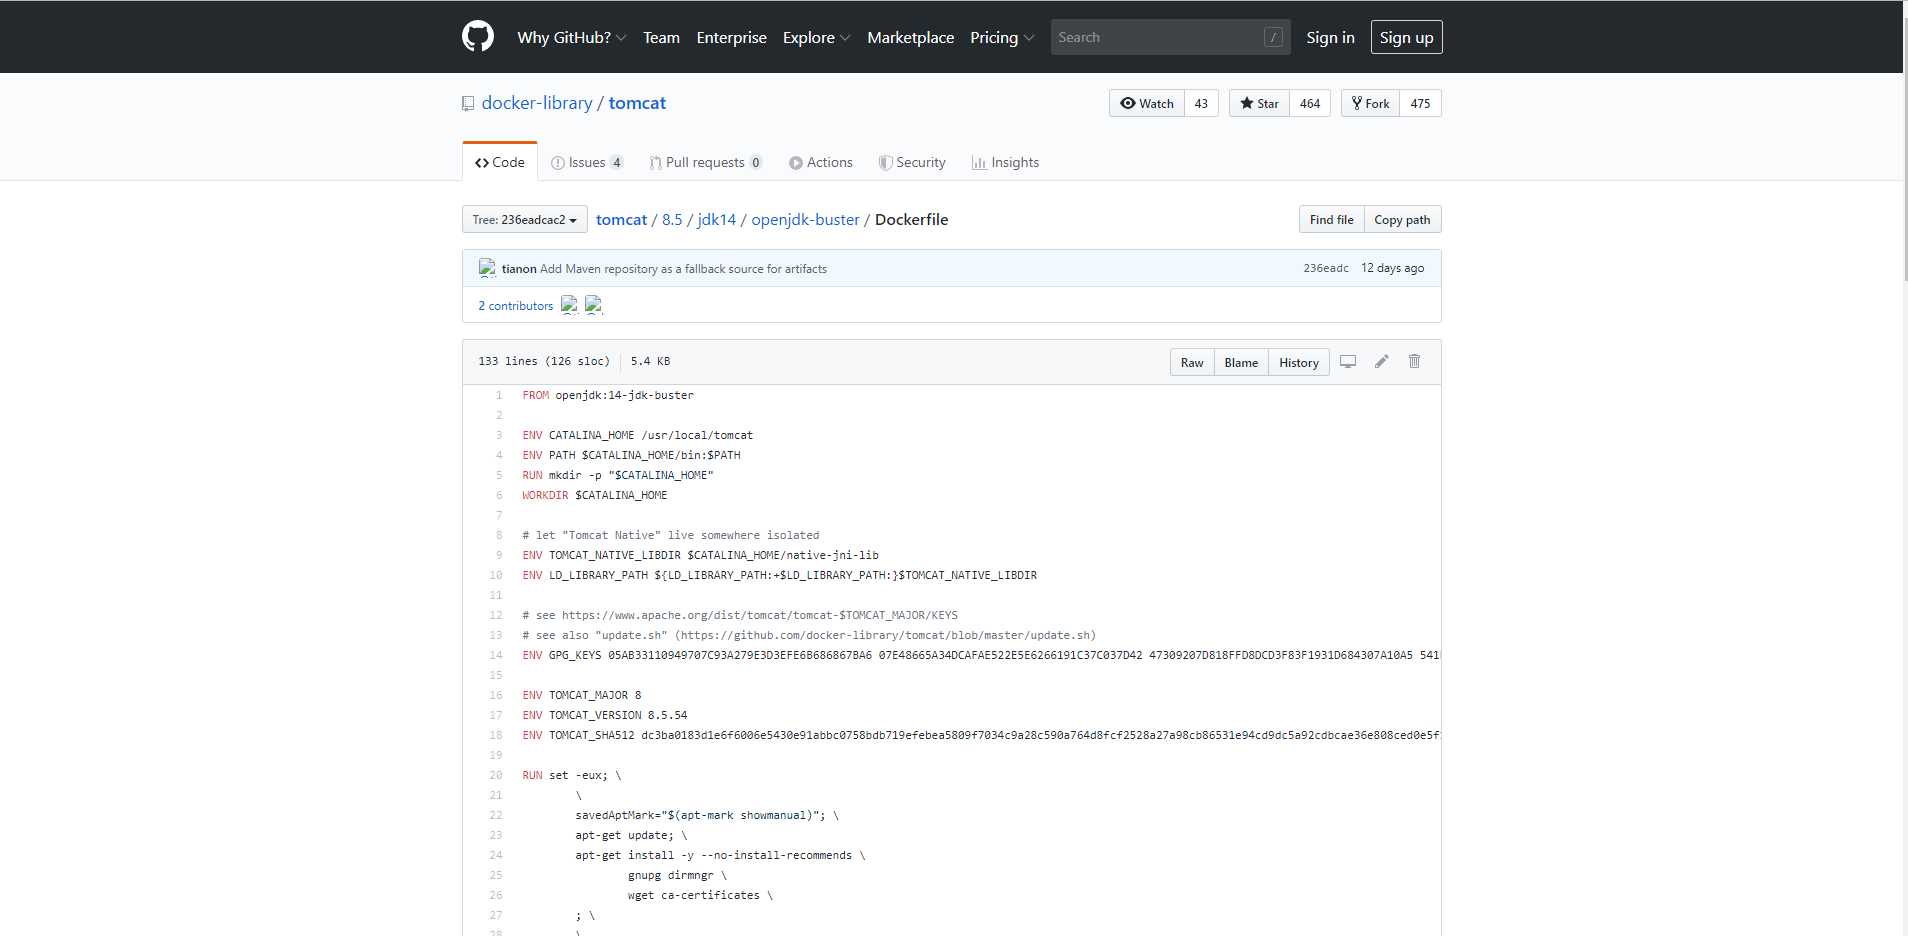 Why GitHub? Team Enterprise Explore Marketplace Pricing Search / Sign in Sign up
docker-library / tomcat
Watch 43 Star 464 Fork 475
Code Issues 4 Pull requests 0 Actions Security Insights
Tree: 236eadcac2 tomcat / 8.5 / jdk14 / openjdk-buster / Dockerfile Find file Copy path
tianon Add Maven repository as a fallback source for artifacts 236eadc 12 days ago
2 contributors
133 lines (126 sloc) 5.4 KB Raw Blame History
1 FROM openjdk:14-jdk-buster
2
3 ENV CATALINA_HOME /usr/local/tomcat
4 ENV PATH $CATALINA_HOME/bin:$PATH
5 RUN mkdir -p "$CATALINA_HOME"
6 WORKDIR $CATALINA_HOME
7
8 # let "Tomcat Native" live somewhere isolated
9 ENV TOMCAT_NATIVE_LIBDIR $CATALINA_HOME/native-jni-lib
10 ENV LD_LIBRARY_PATH ${LD_LIBRARY_PATH:+$LD_LIBRARY_PATH:}$TOMCAT_NATIVE_LIBDIR
11
12 # see https://www.apache.org/dist/tomcat/tomcat-$TOMCAT_MAJOR/KEYS
13 # see also "update.sh" (https://github.com/docker-library/tomcat/blob/master/update.sh)
14 ENV GPG_KEYS 05AB33110949707C93A279E3D3EFE6B686867BA6 07E48665A34DCAFAE522E5E6266191C37C037D42 47309207D818FFD8DCD3F83F1931D684307A10A5 541
15
16 ENV TOMCAT_MAJOR 8
17 ENV TOMCAT_VERSION 8.5.54
18 ENV TOMCAT_SHA512 dc3ba0183d1e6f6006e5430e91abbc0758bdb719efebea5809f7034c9a28c590a764d8fcf2528a27a98cb86531e94cd9dc5a92cdbcae36e808ced0e5f
19
20 RUN set -eux; \
21 \
22 savedAptMark="$(apt-mark showmanual)"; \
23 apt-get update; \
24 apt-get install -y --no-install-recommends \
25 gnupg dirmngr \
26 wget ca-certificates \
27 ; \
28 \